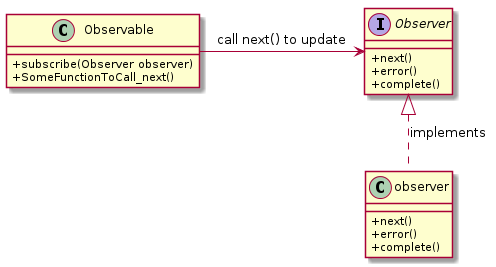 C Observable
+subscribe(Observer observer)
+SomeFunctionToCall_next()
call next() to update
I Observer
+next()
+error()
+complete()
implements
C observer
+next()
+error()
+complete()